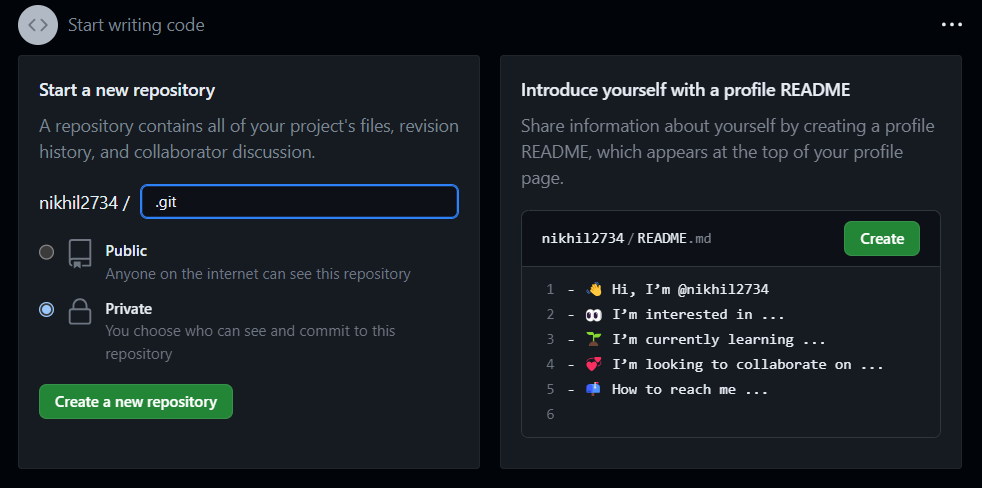 Start writing code
Start a new repository
A repository contains all of your project's files, revision
history, and collaborator discussion.
nikhil2734 / .git
Public
Anyone on the internet can see this repository
Private
You choose who can see and commit to this
repository
Create a new repository
Introduce yourself with a profile README
Share information about yourself by creating a profile
README, which appears at the top of your profile
page.
nikhil2734 / README.md Create
1 - 👋 Hi, I’m @nikhil2734
2 - 👀 I’m interested in ...
3 - 🌱 I’m currently learning ...
4 - 💞️ I’m looking to collaborate on ...
5 - 📫 How to reach me ...
6